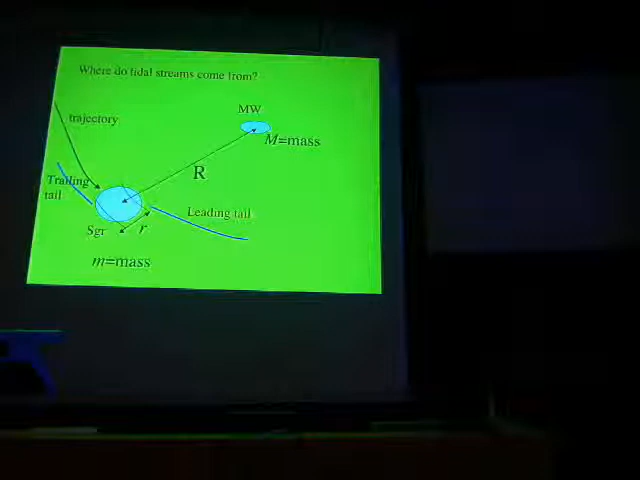 Where do tidal streams come from?
MW
trajectory
M=mass
R
Trailing
tail
Leading tail
Sgr
r
m=mass